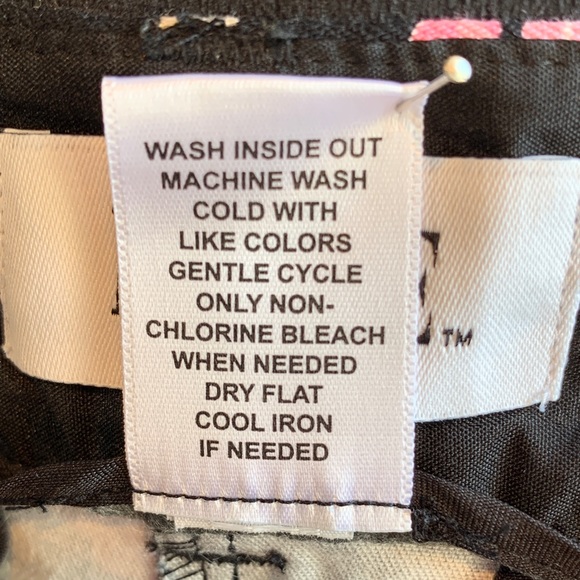 WASH INSIDE OUT
MACHINE WASH
COLD WITH
LIKE COLORS
GENTLE CYCLE
ONLY NON-
CHLORINE BLEACH
WHEN NEEDED
DRY FLAT
COOL IRON
IF NEEDED
TM